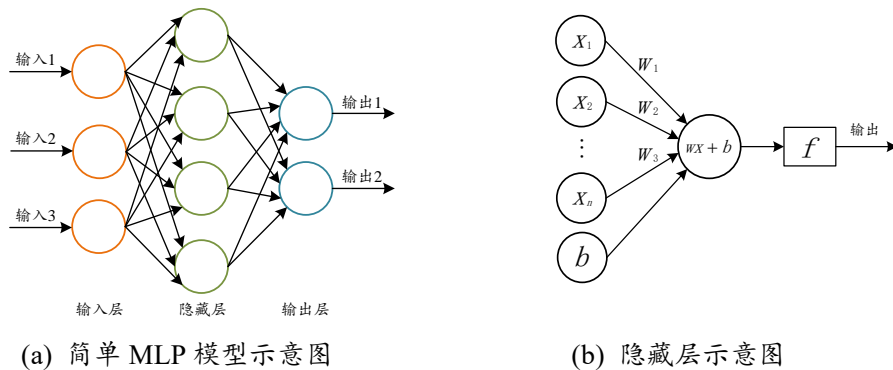 输入1
输入2
输入3
输出1
输出2
输入层
隐藏层
输出层
(a) 简单 MLP 模型示意图
X1
X2
⋮
Xn
b
W1
W2
W3
WX + b
f
输出
(b) 隐藏层示意图